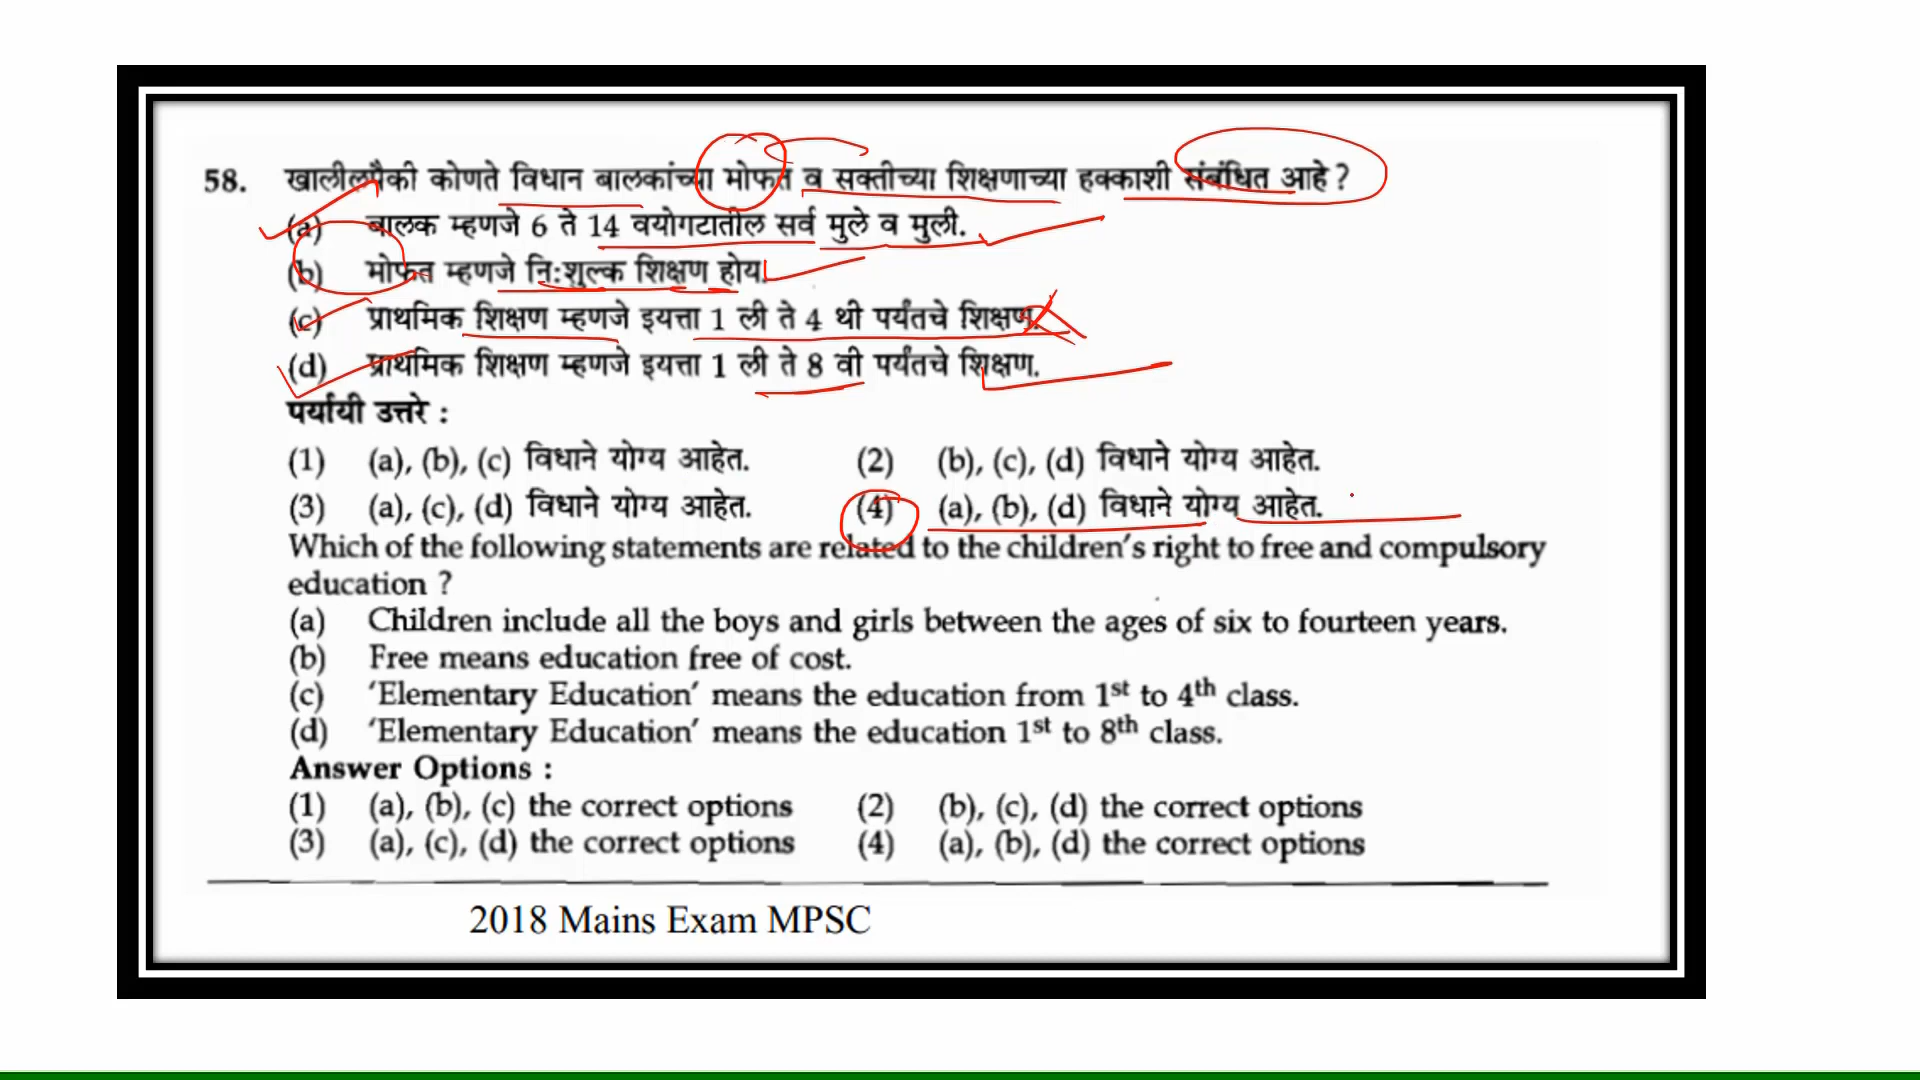 58. खालीलपैकी कोणते विधान बालकांच्या मोफत व सक्तीच्या शिक्षणाच्या हक्काशी संबंधित आहे ?
(a) बालक म्हणजे 6 ते 14 वयोगटातील सर्व मुले व मुली.
(b) मोफत म्हणजे निःशुल्क शिक्षण होय.
(c) प्राथमिक शिक्षण म्हणजे इयत्ता 1 ली ते 4 थी पर्यंतचे शिक्षण.
(d) प्राथमिक शिक्षण म्हणजे इयत्ता 1 ली ते 8 वी पर्यंतचे शिक्षण.
पर्यायी उत्तरे :
(1) (a), (b), (c) विधाने योग्य आहेत. (2) (b), (c), (d) विधाने योग्य आहेत.
(3) (a), (c), (d) विधाने योग्य आहेत. (4) (a), (b), (d) विधाने योग्य आहेत.
Which of the following statements are related to the children's right to free and compulsory
education ?
(a) Children include all the boys and girls between the ages of six to fourteen years.
(b) Free means education free of cost.
(c) 'Elementary Education' means the education from 1st to 4th class.
(d) 'Elementary Education' means the education 1st to 8th class.
Answer Options :
(1) (a), (b), (c) the correct options (2) (b), (c), (d) the correct options
(3) (a), (c), (d) the correct options (4) (a), (b), (d) the correct options
2018 Mains Exam MPSC